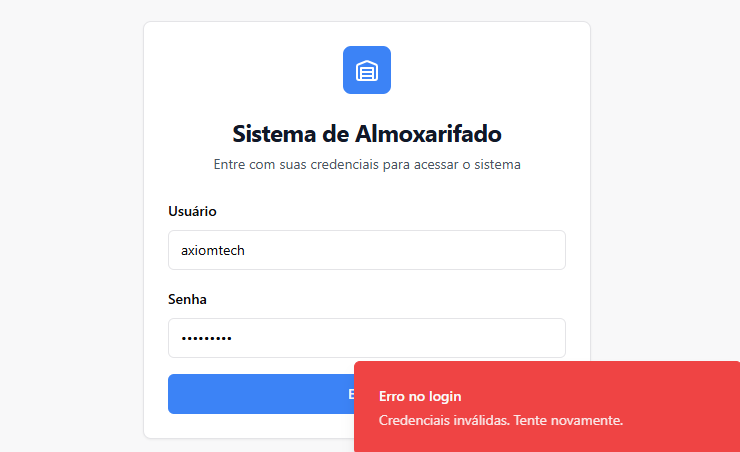 Sistema de Almoxarifado
Entre com suas credenciais para acessar o sistema
Usuário
axiomtech
Senha
•••••••••
Erro no login
Credenciais inválidas. Tente novamente.